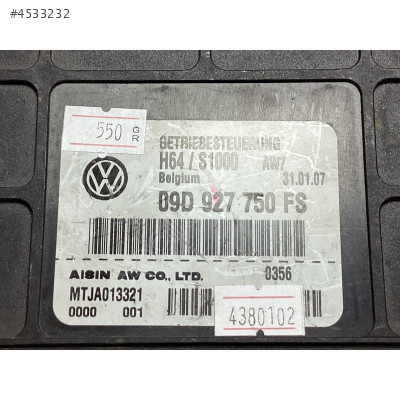 #4533232
550 GR
GETRIEBESTEUERUNG
H64 / S1000 AW7
Belgium 31.01.07
09D 927 750 FS
AISIN AW CO., LTD. 0356
MTJA013321
0000 001
4380102